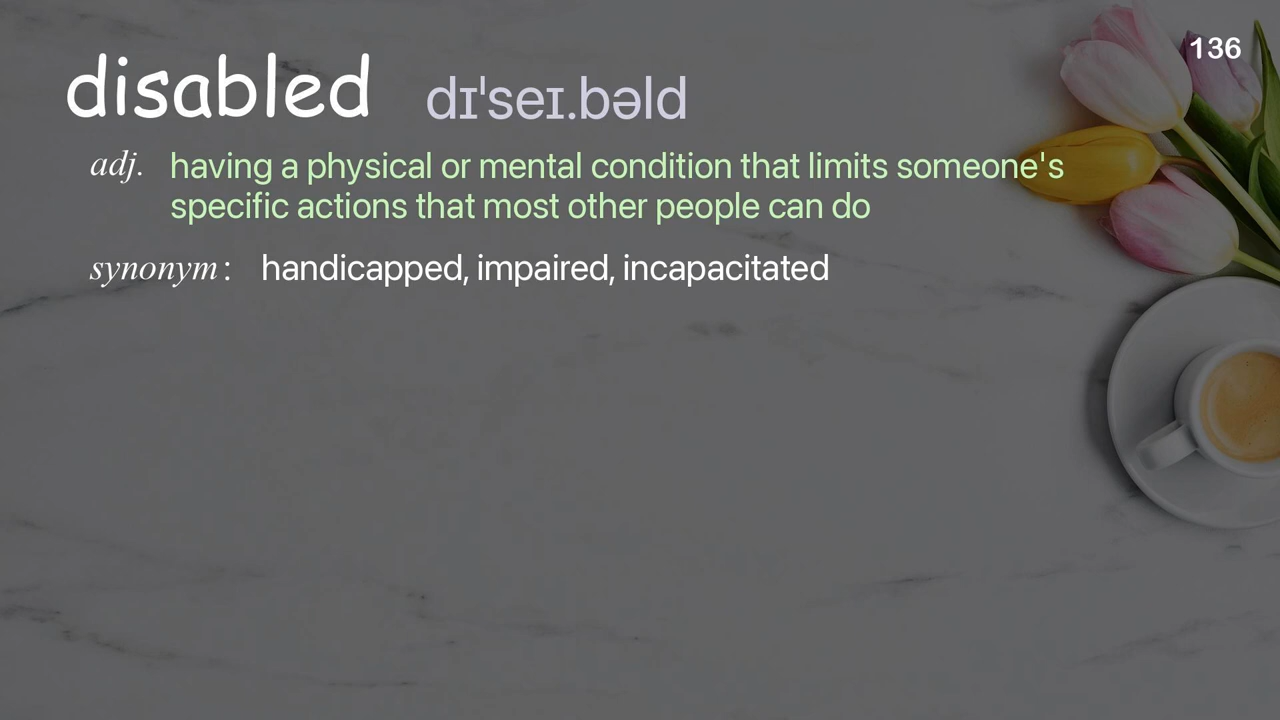 136
disabled dɪˈseɪ.bəld
adj. having a physical or mental condition that limits someone's
specific actions that most other people can do
synonym: handicapped, impaired, incapacitated